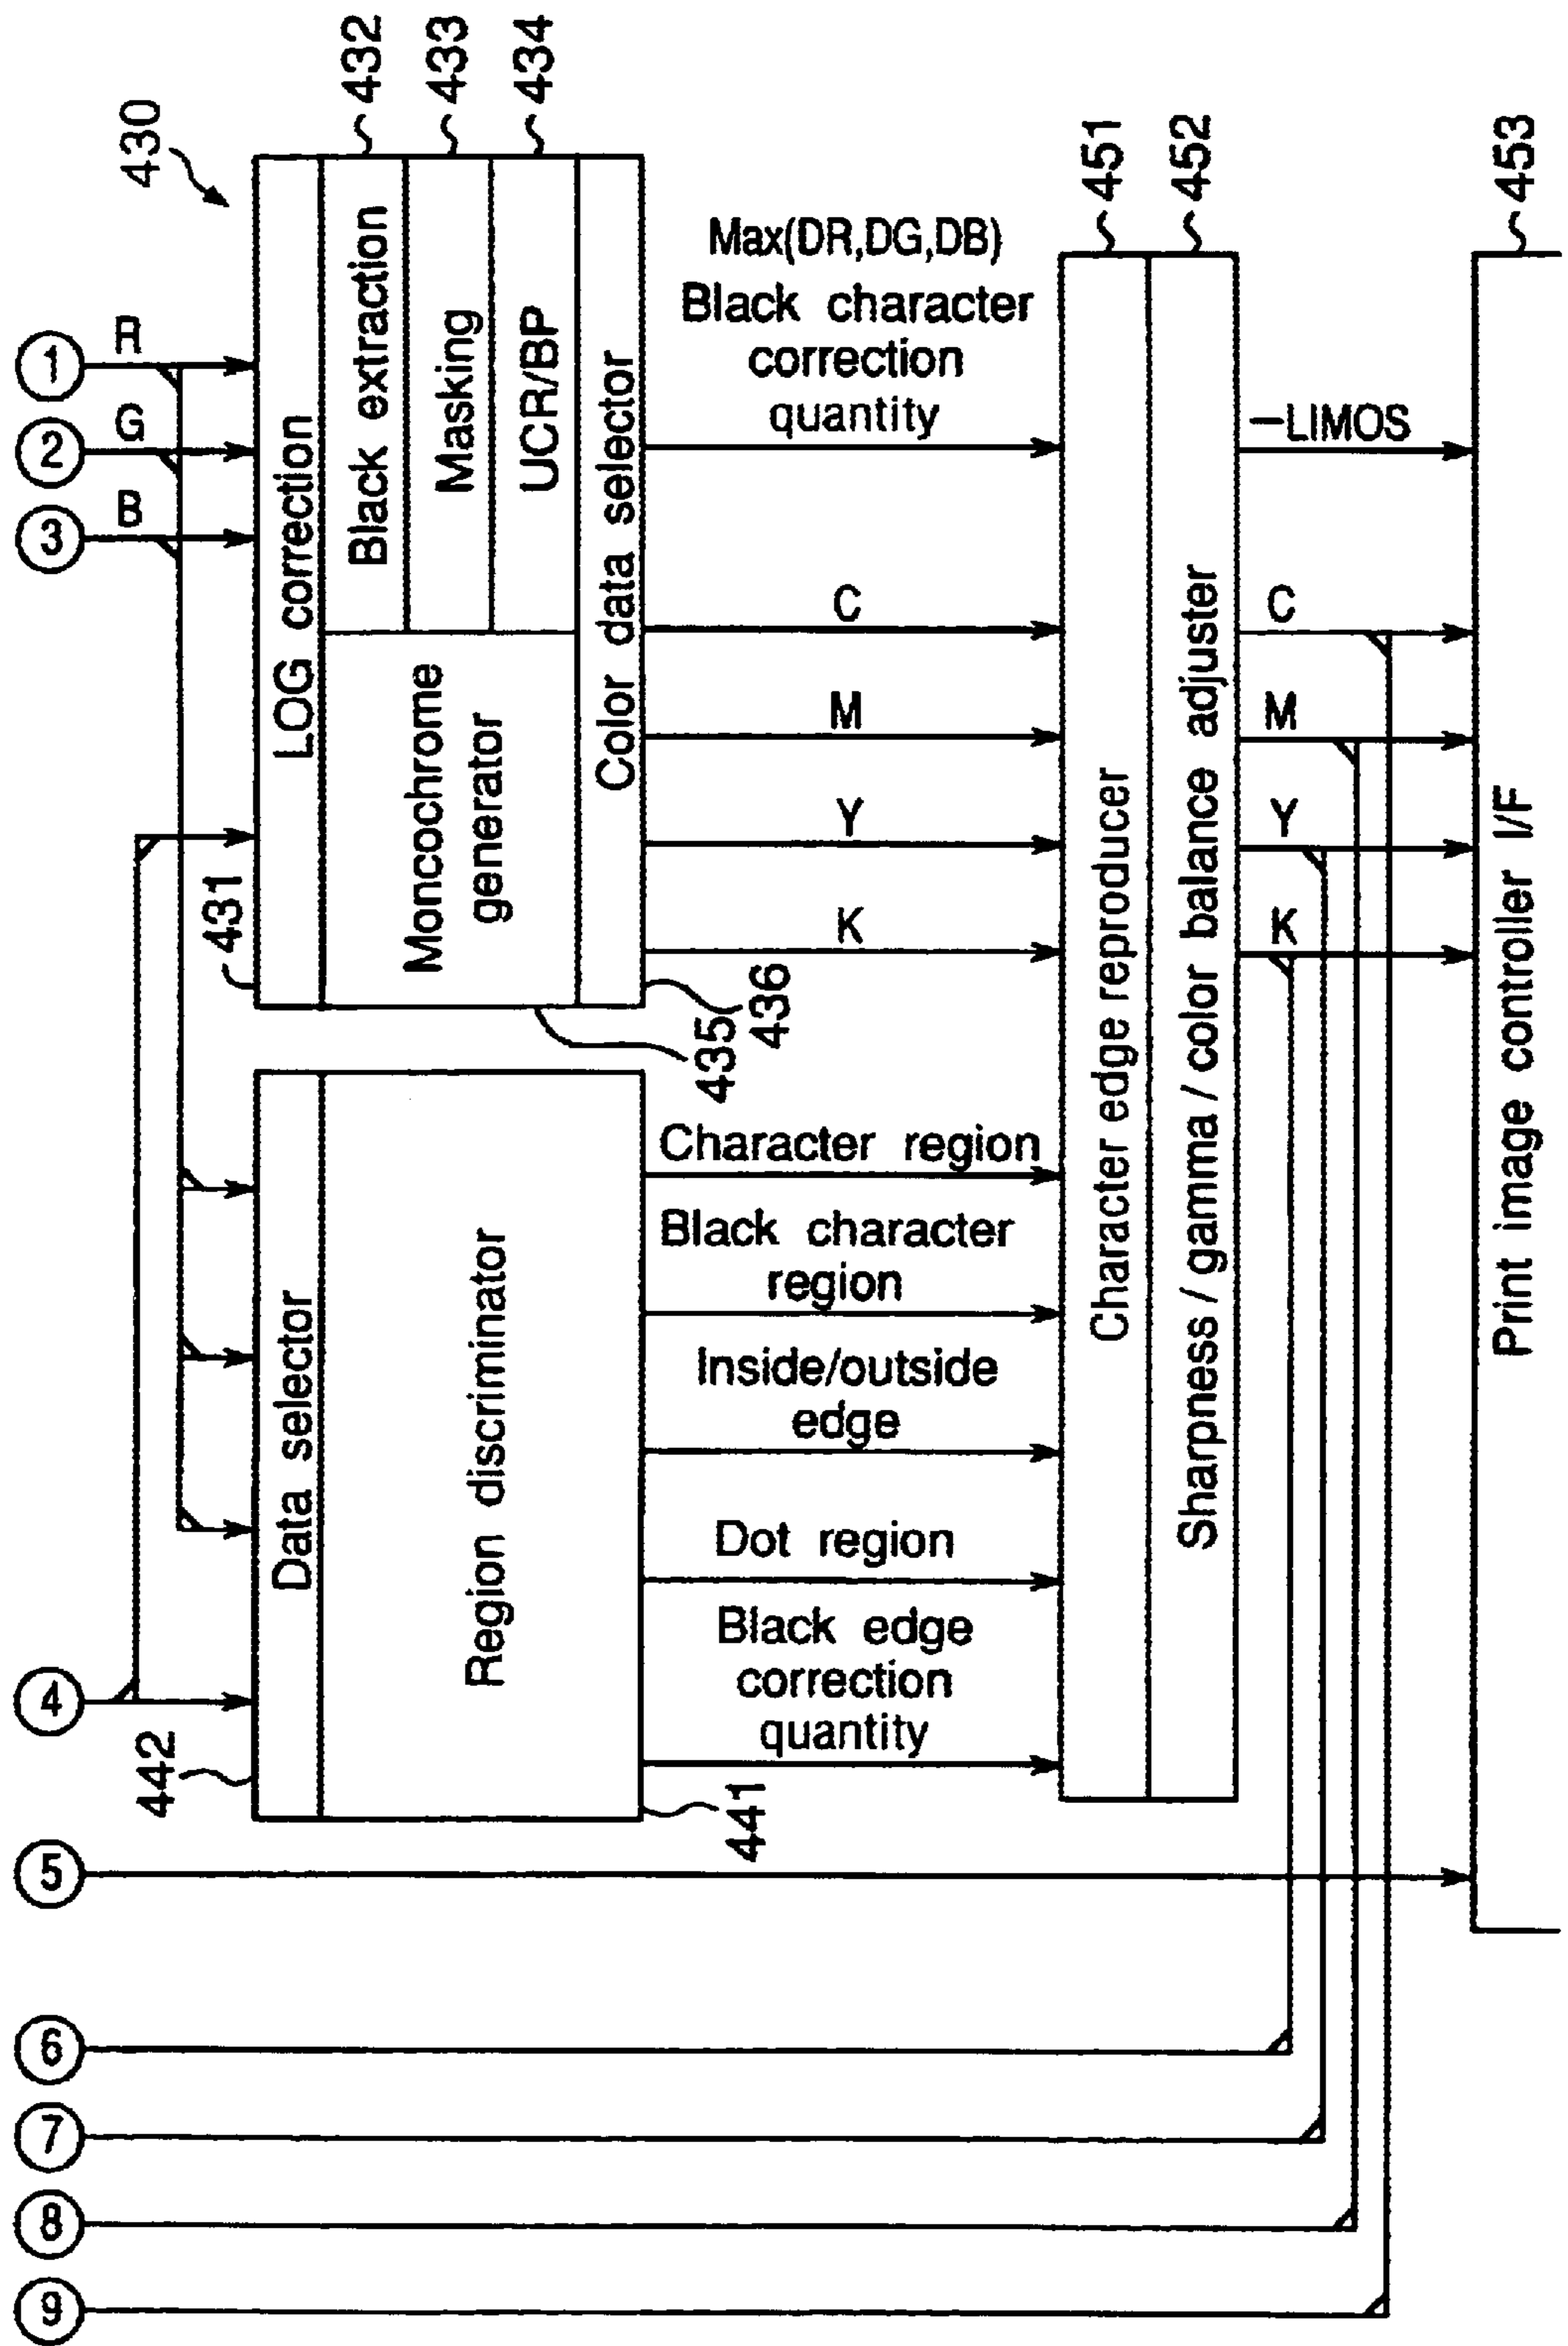 430
432
433
434
1
R
2
G
3
B
4
5
6
7
8
9
431
LOG correction
Black extraction
Masking
UCR/BP
Moncochrome
generator
Color data selector
435
436
442
Data selector
Region discriminator
441
Max(DR,DG,DB)
Black character
correction
quantity
C
M
Y
K
Character region
Black character
region
Inside/outside
edge
Dot region
Black edge
correction
quantity
451
452
Character edge reproducer
Sharpness / gamma / color balance adjuster
–LIMOS
C
M
Y
K
453
Print image controller I/F